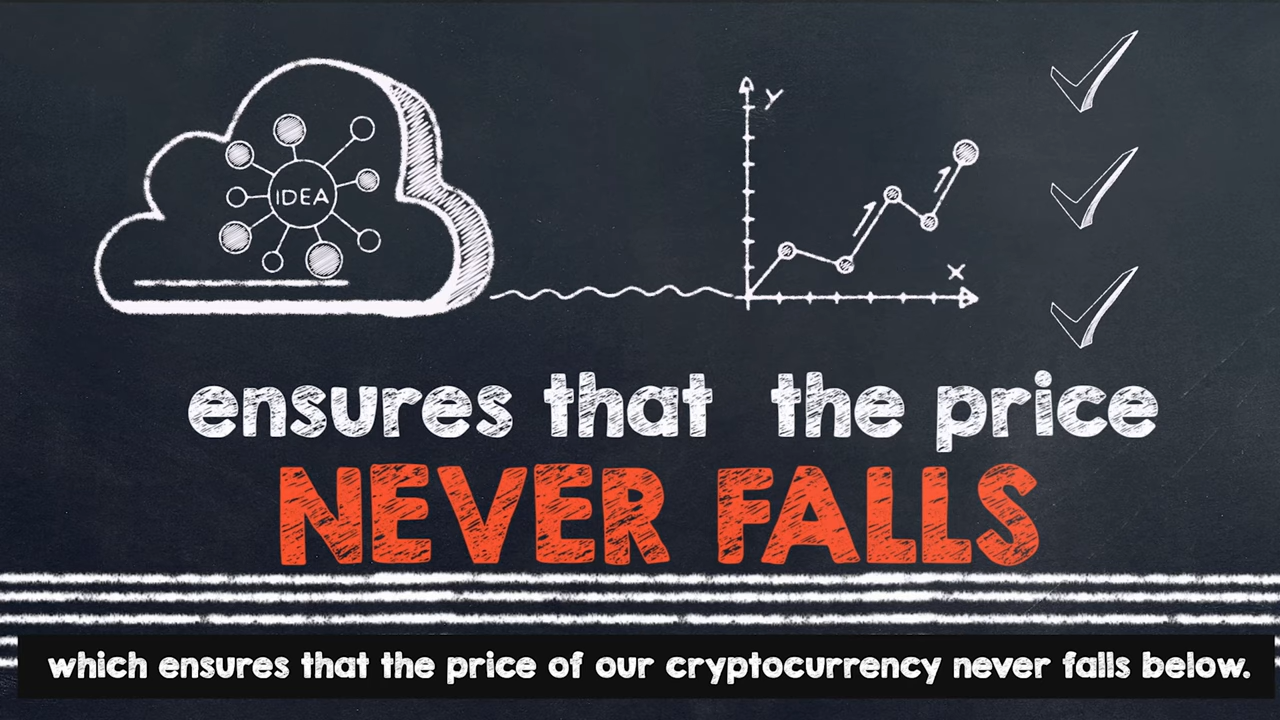 IDEA
Y
X
ensures that the price
NEVER FALLS
which ensures that the price of our cryptocurrency never falls below.